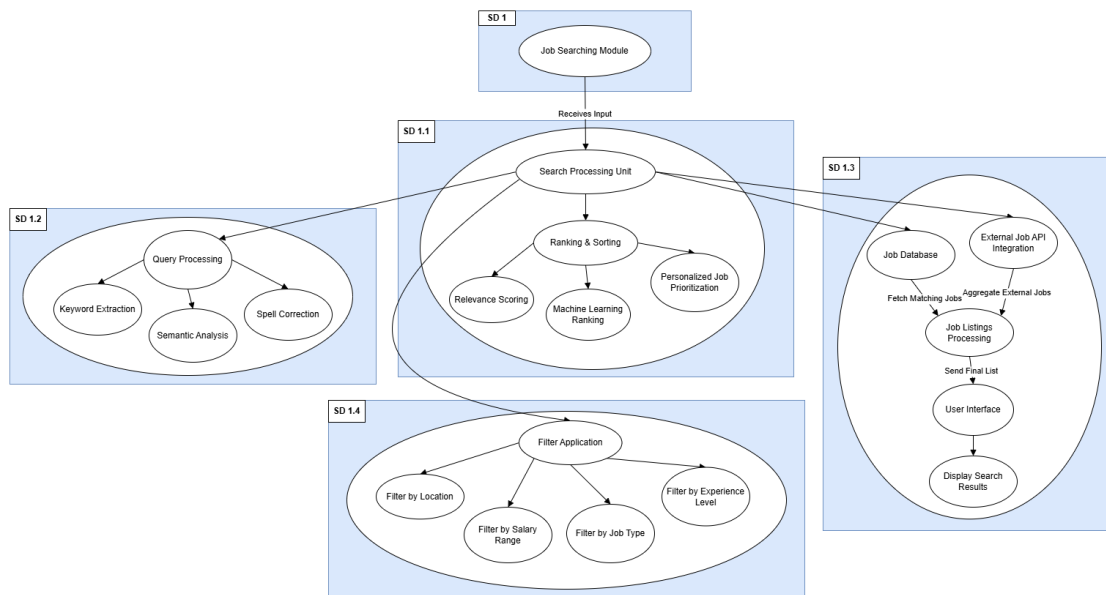 SD 1
Job Searching Module
Receives Input
SD 1.1
Search Processing Unit
Ranking & Sorting
Relevance Scoring
Machine Learning
Ranking
Personalized Job
Prioritization
SD 1.2
Query Processing
Keyword Extraction
Semantic Analysis
Spell Correction
SD 1.3
Job Database
External Job API
Integration
Fetch Matching Jobs
Aggregate External Jobs
Job Listings
Processing
Send Final List
User Interface
Display Search
Results
SD 1.4
Filter Application
Filter by Location
Filter by Salary
Range
Filter by Job Type
Filter by Experience
Level